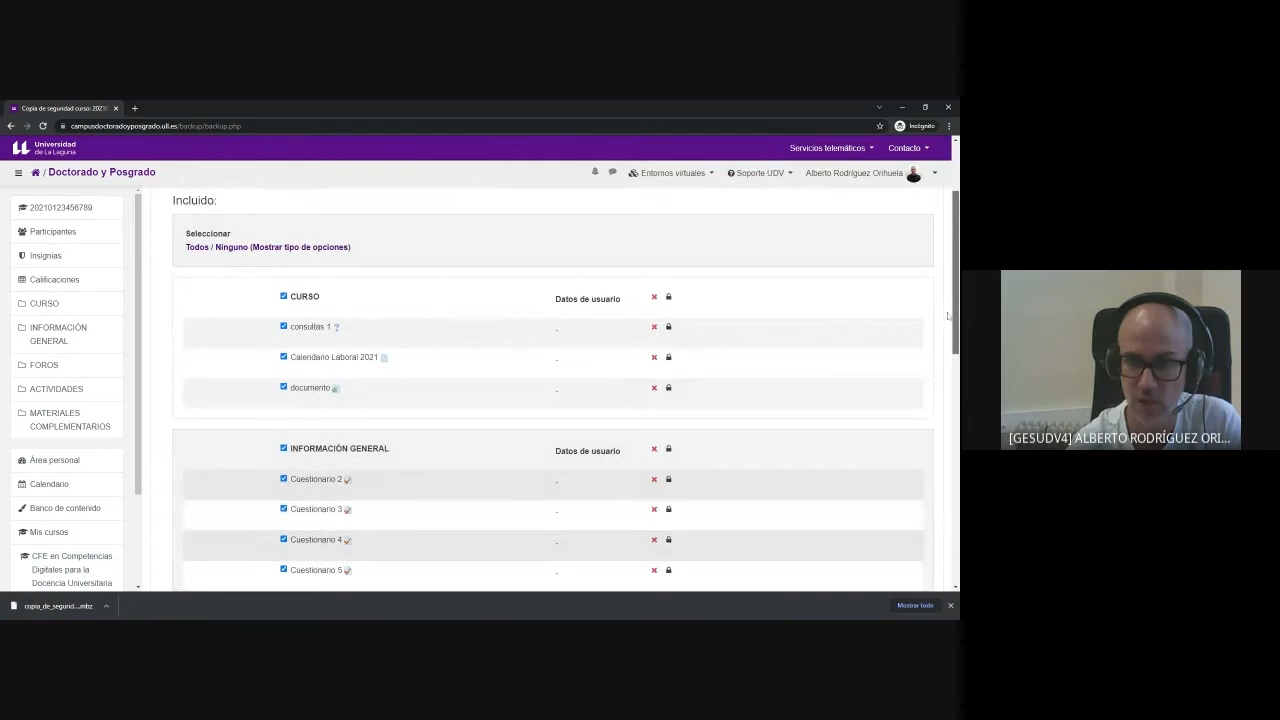 Copia de seguridad curso: 2021(
campusdoctoradoyposgrado.ull.es/backup/backup.php
Incógnito
Universidad
de La Laguna
Servicios telemáticos
Contacto
/ Doctorado y Posgrado
Entornos virtuales
Soporte UDV
Alberto Rodríguez Orihuela
20210123456789
Participantes
Insignias
Calificaciones
CURSO
INFORMACIÓN
GENERAL
FOROS
ACTIVIDADES
MATERIALES
COMPLEMENTARIOS
Área personal
Calendario
Banco de contenido
Mis cursos
CFE en Competencias
Digitales para la
Docencia Universitaria
Incluido:
Seleccionar
Todos / Ninguno (Mostrar tipo de opciones)
CURSO Datos de usuario
consultas 1 -
Calendario Laboral 2021 -
documento -
INFORMACIÓN GENERAL Datos de usuario
Cuestionario 2 -
Cuestionario 3 -
Cuestionario 4 -
Cuestionario 5 -
copia_de_segurid....mbz
Mostrar todo
[GESUDV4] ALBERTO RODRÍGUEZ ORI...